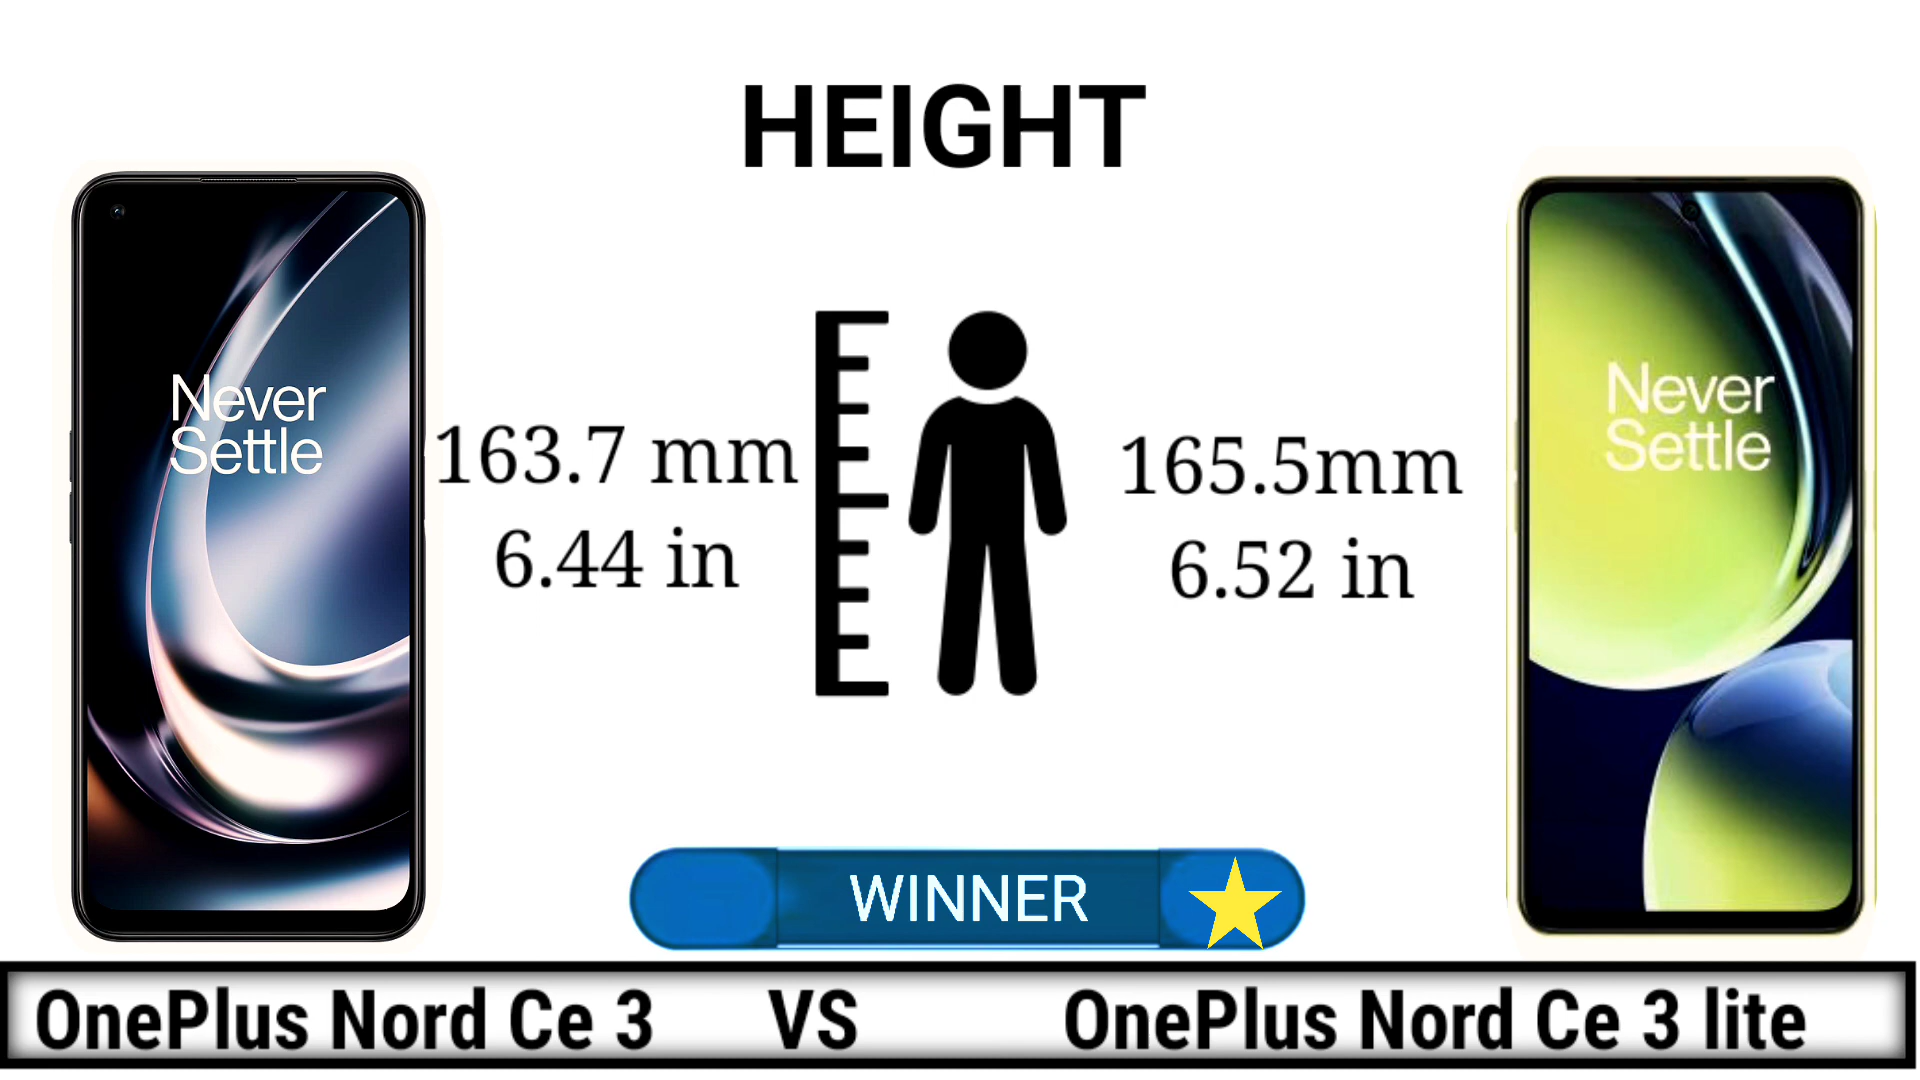 HEIGHT
Never
Settle
163.7 mm
6.44 in
165.5mm
6.52 in
Never
Settle
WINNER
OnePlus Nord Ce 3 VS OnePlus Nord Ce 3 lite